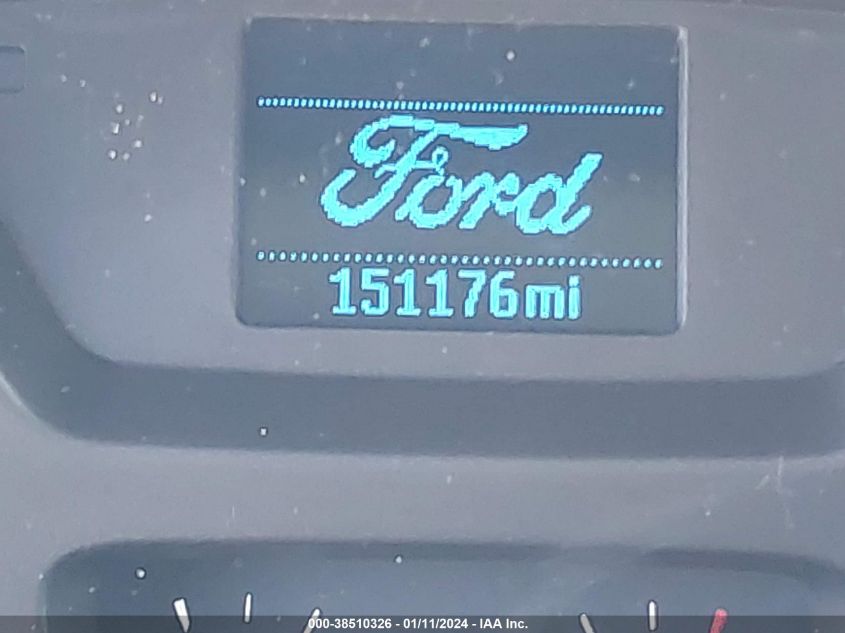 Ford
151176mi
000-38510326 - 01/11/2024 - IAA Inc.